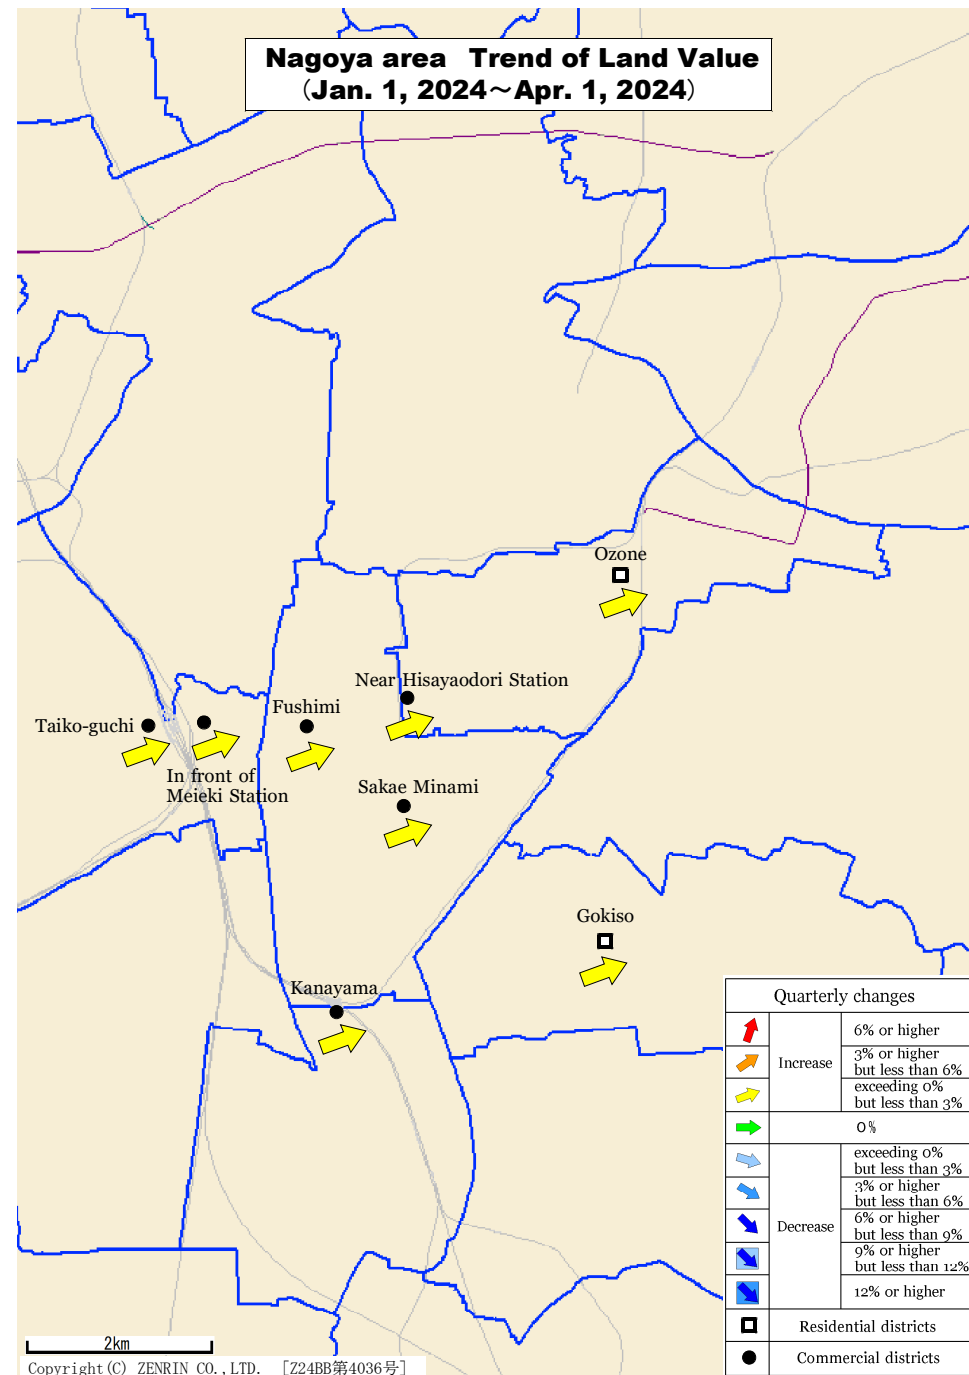 Nagoya area Trend of Land Value
（Jan. 1, 2024～Apr. 1, 2024）
Ozone
Near Hisayaodori Station
Fushimi
Taiko-guchi
In front of
Meieki Station
Sakae Minami
Gokiso
Kanayama
Quarterly changes
Increase
6% or higher
3% or higher
but less than 6%
exceeding 0%
but less than 3%
0%
Decrease
exceeding 0%
but less than 3%
3% or higher
but less than 6%
6% or higher
but less than 9%
9% or higher
but less than 12%
12% or higher
Residential districts
Commercial districts
2km
Copyright(C) ZENRIN CO.,LTD. [Z24BB第4036号]